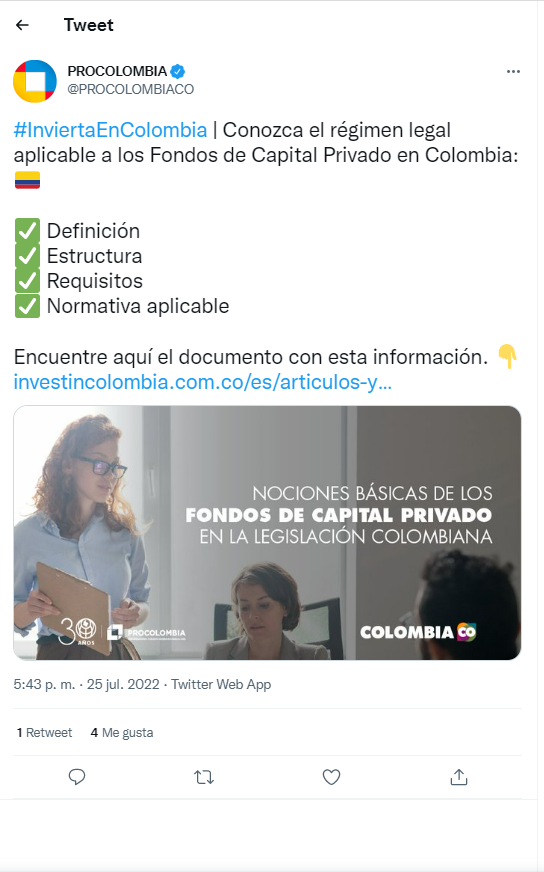 Tweet
PROCOLOMBIA
@PROCOLOMBIACO
#InviertaEnColombia | Conozca el régimen legal
aplicable a los Fondos de Capital Privado en Colombia:
Definición
Estructura
Requisitos
Normativa aplicable
Encuentre aquí el documento con esta información.
investincolombia.com.co/es/articulos-y...
NOCIONES BÁSICAS DE LOS
FONDOS DE CAPITAL PRIVADO
EN LA LEGISLACIÓN COLOMBIANA
30 AÑOS
PROCOLOMBIA
COLOMBIA CO
5:43 p. m. · 25 jul. 2022 · Twitter Web App
1 Retweet 4 Me gusta